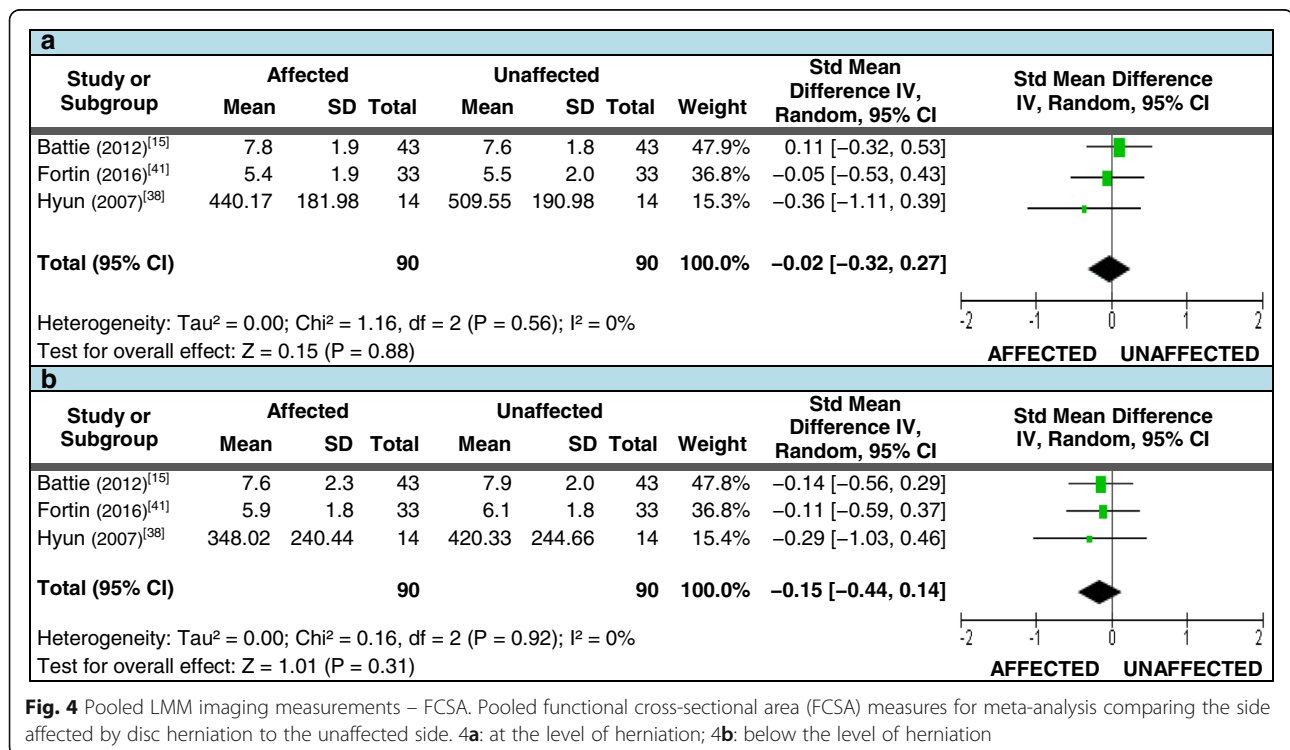 a
Study or Subgroup Affected Unaffected Std Mean Difference IV, Random, 95% CI Std Mean Difference IV, Random, 95% CI
Mean SD Total Mean SD Total Weight
Battie (2012)[15] 7.8 1.9 43 7.6 1.8 43 47.9% 0.11 [−0.32, 0.53]
Fortin (2016)[41] 5.4 1.9 33 5.5 2.0 33 36.8% −0.05 [−0.53, 0.43]
Hyun (2007)[38] 440.17 181.98 14 509.55 190.98 14 15.3% −0.36 [−1.11, 0.39]
Total (95% CI) 90 90 100.0% −0.02 [−0.32, 0.27]
Heterogeneity: Tau² = 0.00; Chi² = 1.16, df = 2 (P = 0.56); I² = 0%
-2 -1 0 1 2
Test for overall effect: Z = 0.15 (P = 0.88)
AFFECTED UNAFFECTED
b
Study or Subgroup Affected Unaffected Std Mean Difference IV, Random, 95% CI Std Mean Difference IV, Random, 95% CI
Mean SD Total Mean SD Total Weight
Battie (2012)[15] 7.6 2.3 43 7.9 2.0 43 47.8% −0.14 [−0.56, 0.29]
Fortin (2016)[41] 5.9 1.8 33 6.1 1.8 33 36.8% −0.11 [−0.59, 0.37]
Hyun (2007)[38] 348.02 240.44 14 420.33 244.66 14 15.4% −0.29 [−1.03, 0.46]
Total (95% CI) 90 90 100.0% −0.15 [−0.44, 0.14]
Heterogeneity: Tau² = 0.00; Chi² = 0.16, df = 2 (P = 0.92); I² = 0%
-2 -1 0 1 2
Test for overall effect: Z = 1.01 (P = 0.31)
AFFECTED UNAFFECTED
Fig. 4 Pooled LMM imaging measurements – FCSA. Pooled functional cross-sectional area (FCSA) measures for meta-analysis comparing the side
affected by disc herniation to the unaffected side. 4a: at the level of herniation; 4b: below the level of herniation